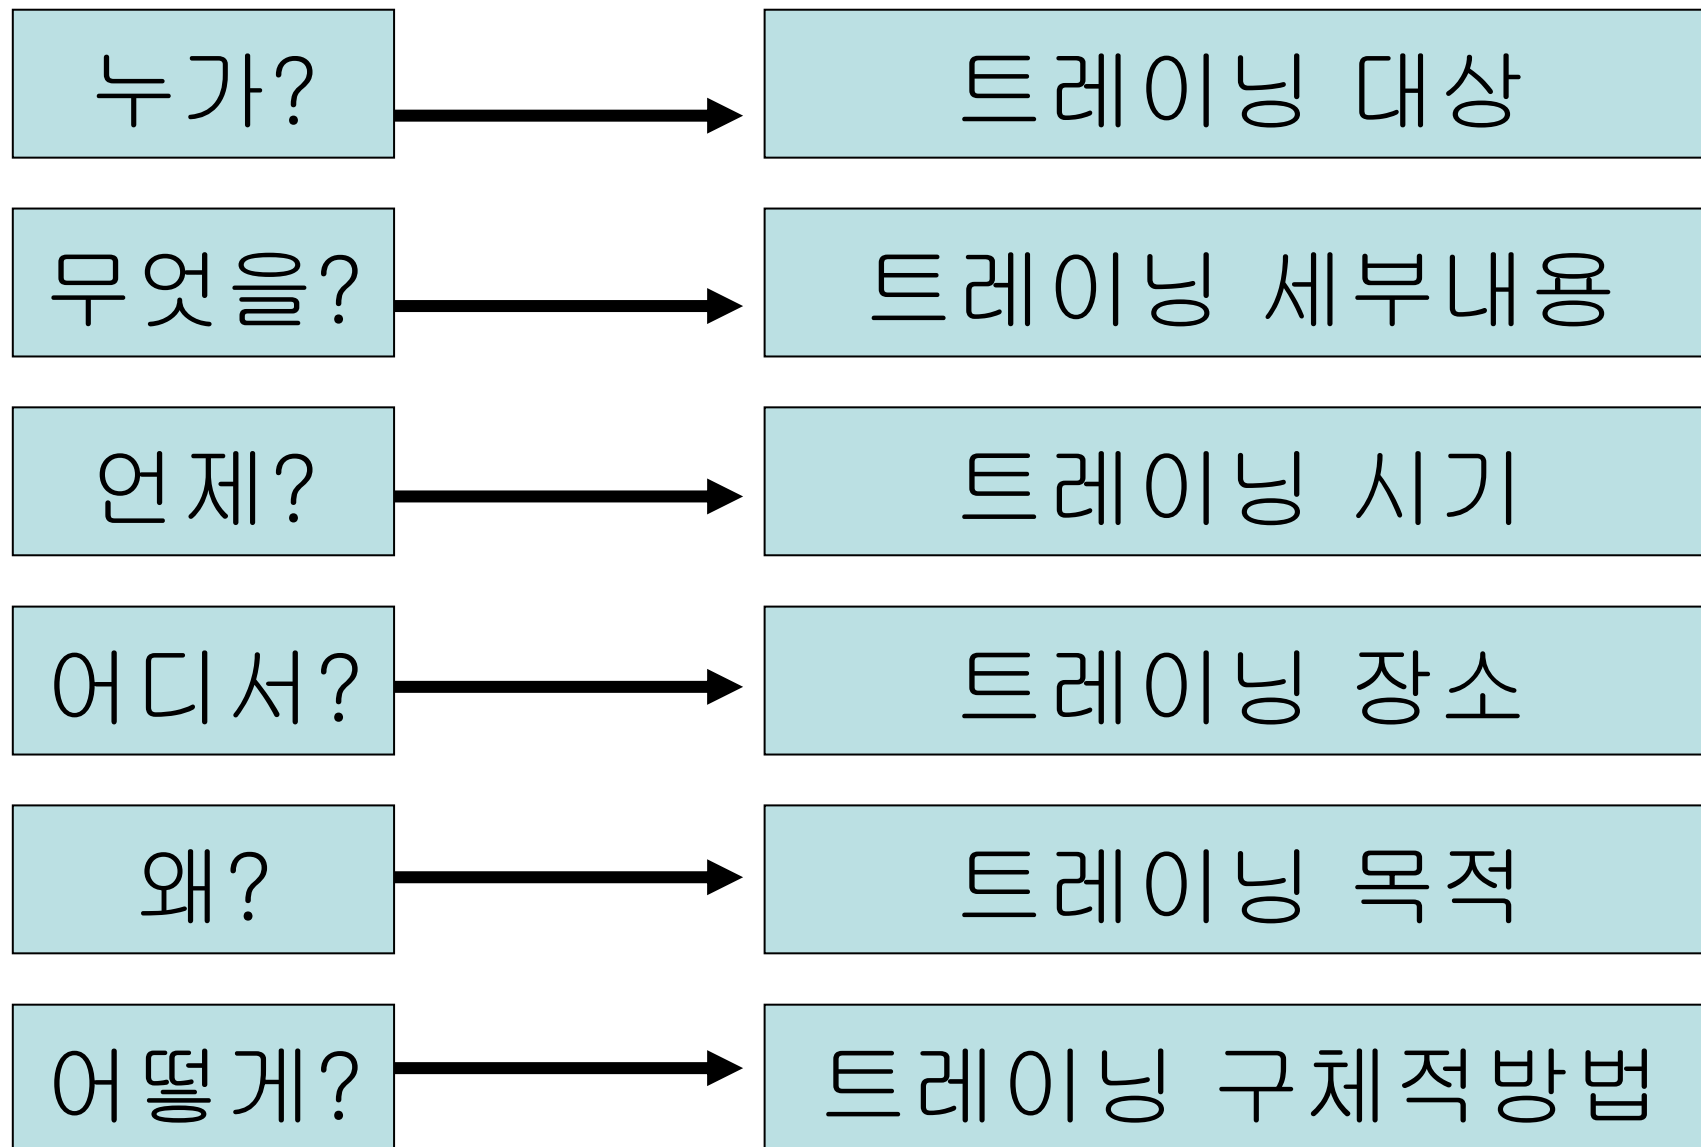 누가?
트레이닝 대상
무엇을?
트레이닝 세부내용
언제?
트레이닝 시기
어디서?
트레이닝 장소
왜?
트레이닝 목적
어떻게?
트레이닝 구체적방법